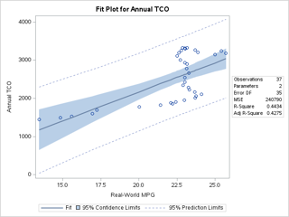 Fit Plot for Annual TCO
4000
3000
2000
1000
0
Annual TCO
15.0
17.5
20.0
22.5
25.0
Real-World MPG
Observations 37
Parameters 2
Error DF 35
MSE 240790
R-Square 0.4434
Adj R-Square 0.4275
Fit 95% Confidence Limits 95% Prediction Limits